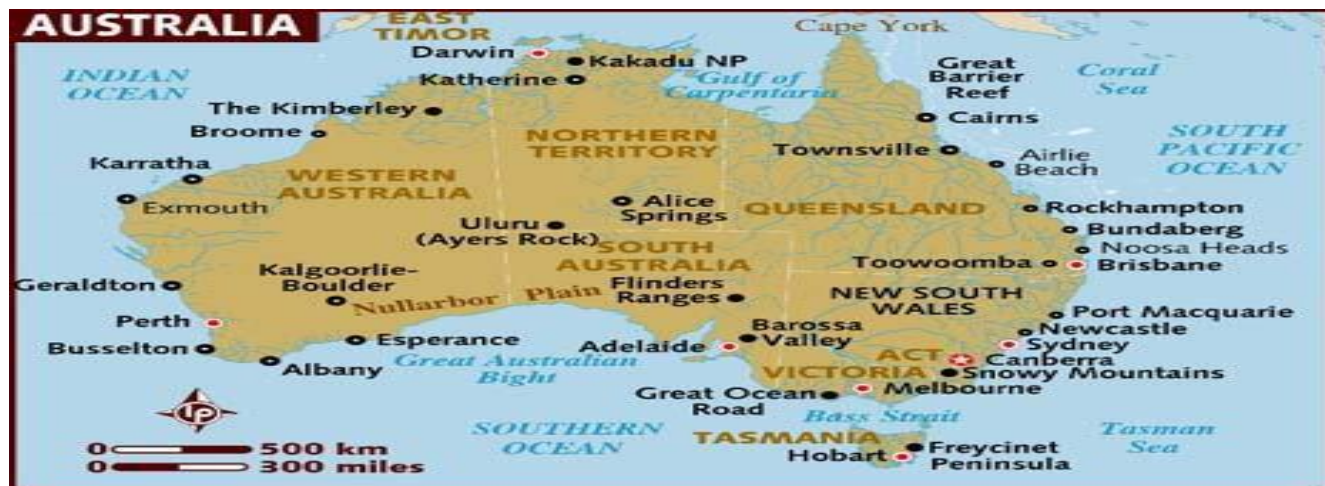 AUSTRALIA
EAST
TIMOR
Cape York
Darwin
Kakadu NP
Great
Barrier
Reef
Coral
Sea
INDIAN
OCEAN
Katherine
Gulf of
Carpentaria
The Kimberley
Cairns
Broome
NORTHERN
TERRITORY
Townsville
SOUTH
PACIFIC
OCEAN
Karratha
WESTERN
AUSTRALIA
Airlie
Beach
Exmouth
Alice
Springs
QUEENSLAND
Rockhampton
Uluru
(Ayers Rock)
Bundaberg
SOUTH
AUSTRALIA
Noosa Heads
Toowoomba
Brisbane
Kalgoorlie-
Boulder
Geraldton
Nullarbor Plain
Flinders
Ranges
NEW SOUTH
WALES
Port Macquarie
Perth
Barossa
Valley
Newcastle
Busselton
Esperance
Adelaide
Sydney
Albany
Great Australian
Bight
ACT
Canberra
VICTORIA
Snowy Mountains
Great Ocean
Road
Melbourne
Bass Strait
LP
SOUTHERN
OCEAN
TASMANIA
Tasman
Sea
0 500 km
0 300 miles
Hobart
Freycinet
Peninsula